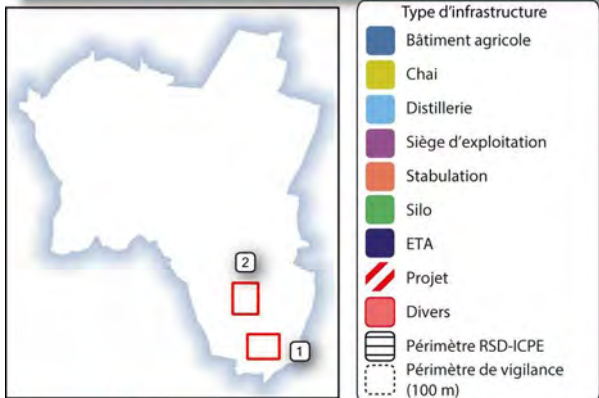 2
1
Type d'infrastructure
Bâtiment agricole
Chai
Distillerie
Siège d'exploitation
Stabulation
Silo
ETA
Projet
Divers
Périmètre RSD-ICPE
Périmètre de vigilance
(100 m)